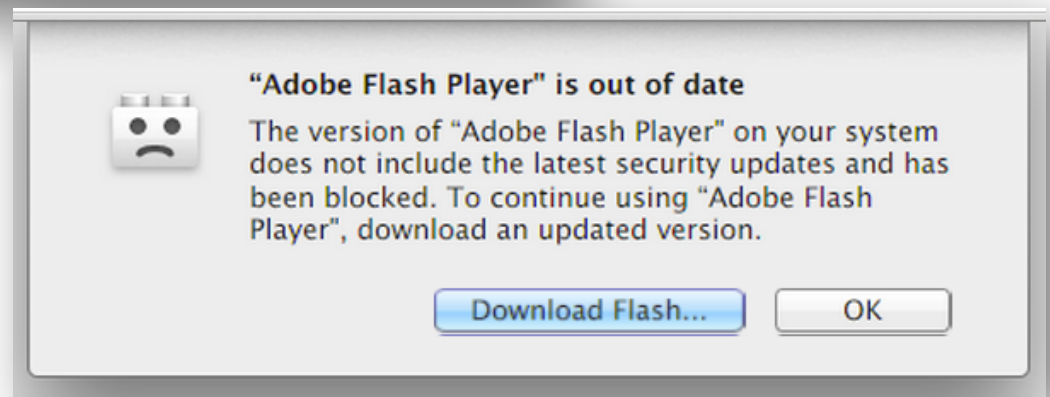 “Adobe Flash Player" is out of date
The version of “Adobe Flash Player" on your system
does not include the latest security updates and has
been blocked. To continue using “Adobe Flash
Player", download an updated version.
Download Flash... OK